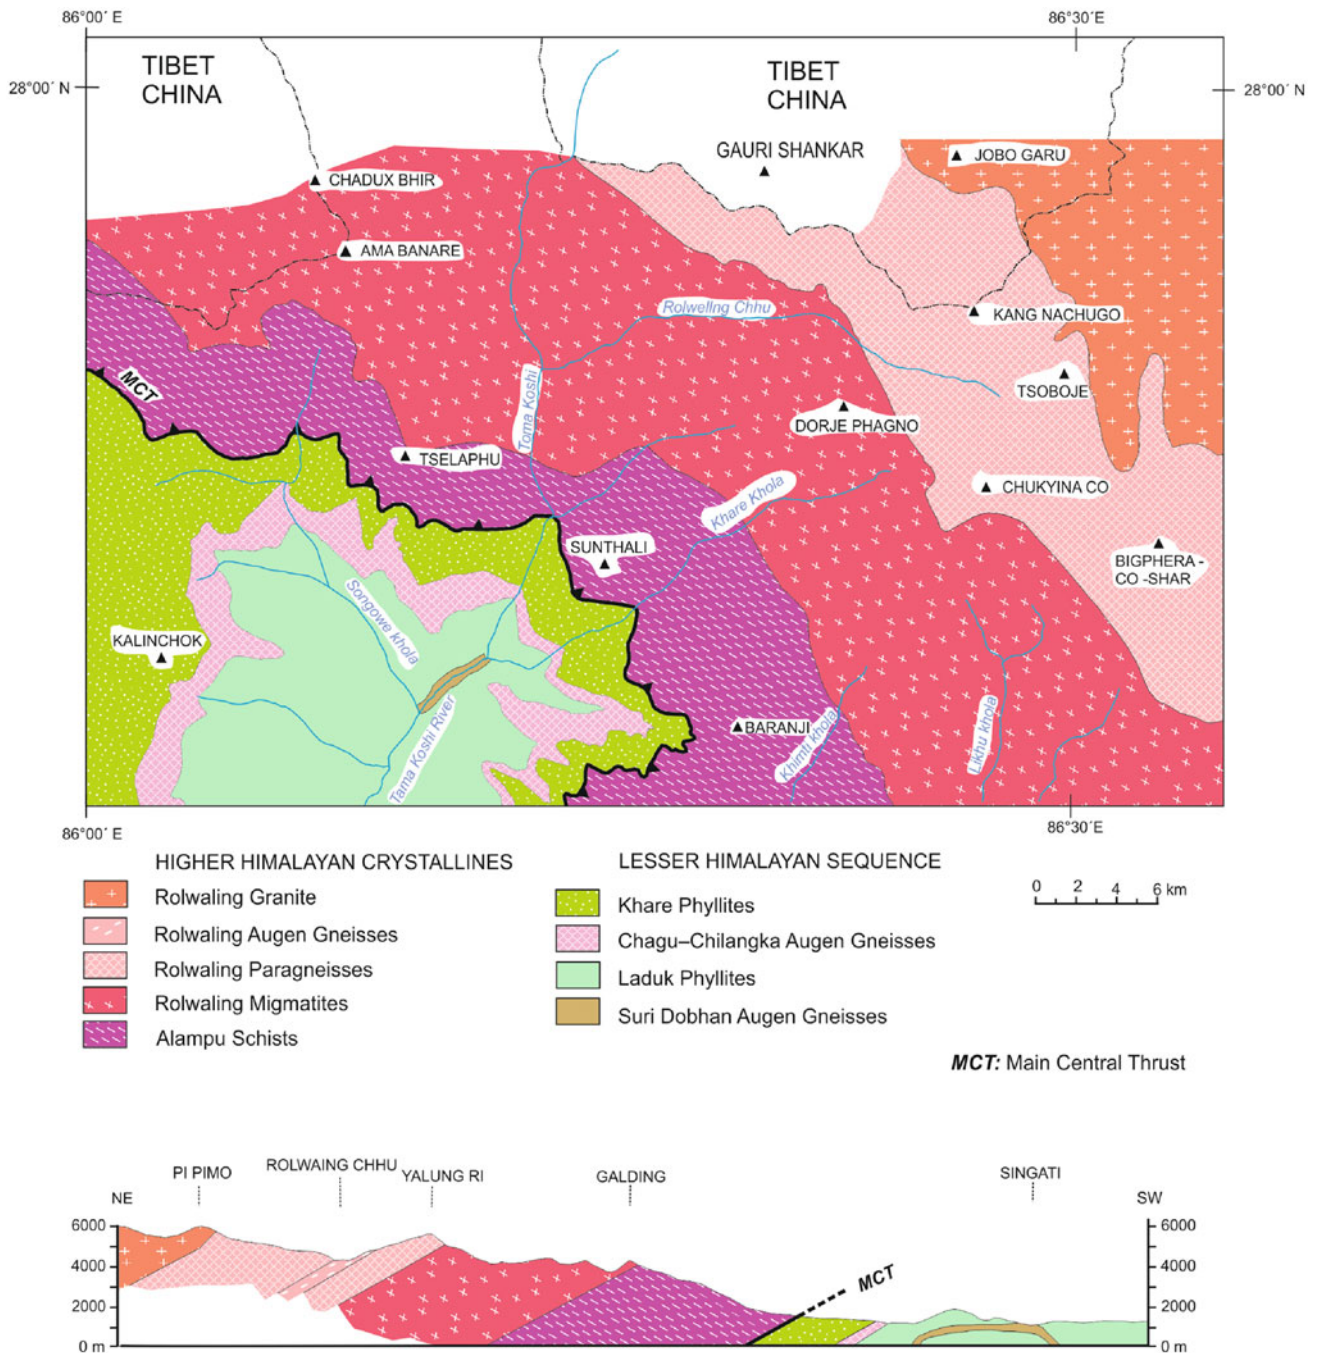 86°00´ E
86°30´E
28°00´ N
28°00´ N
TIBET
CHINA
TIBET
CHINA
GAURI SHANKAR
JOBO GARU
CHADUX BHIR
AMA BANARE
Rolwellng Chhu
KANG NACHUGO
MCT
Toma Koshi
TSOBOJE
DORJE PHAGNO
TSELAPHU
Khare Khola
CHUKYINA CO
SUNTHALI
BIGPHERA -
CO -SHAR
Songowe khola
KALINCHOK
Tama Koshi River
BARANJI
Khimti khola
Likhu khola
86°00´ E
86°30´E
HIGHER HIMALAYAN CRYSTALLINES
Rolwaling Granite
Rolwaling Augen Gneisses
Rolwaling Paragneisses
Rolwaling Migmatites
Alampu Schists
LESSER HIMALAYAN SEQUENCE
Khare Phyllites
Chagu–Chilangka Augen Gneisses
Laduk Phyllites
Suri Dobhan Augen Gneisses
0 2 4 6 km
MCT: Main Central Thrust
PI PIMO
ROLWAING CHHU
YALUNG RI
GALDING
SINGATI
NE
SW
6000
4000
2000
0 m
MCT
6000
4000
2000
0 m